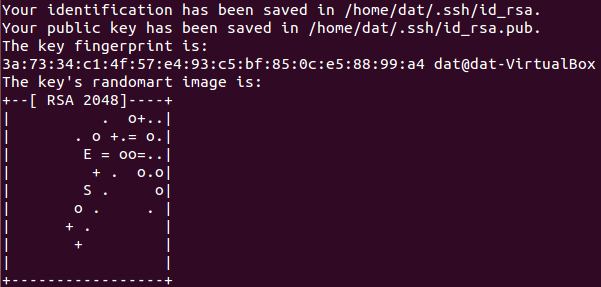 Your identification has been saved in /home/dat/.ssh/id_rsa.
Your public key has been saved in /home/dat/.ssh/id_rsa.pub.
The key fingerprint is:
3a:73:34:c1:4f:57:e4:93:c5:bf:85:0c:e5:88:99:a4 dat@dat-VirtualBox
The key's randomart image is:
+--[ RSA 2048]----+
|          .  o+..|
|       . o +.= o.|
|        E = oo=..|
|         + .  o.o|
|        S .     o|
|       o .     . |
|      + .        |
|       +         |
|                 |
+-----------------+